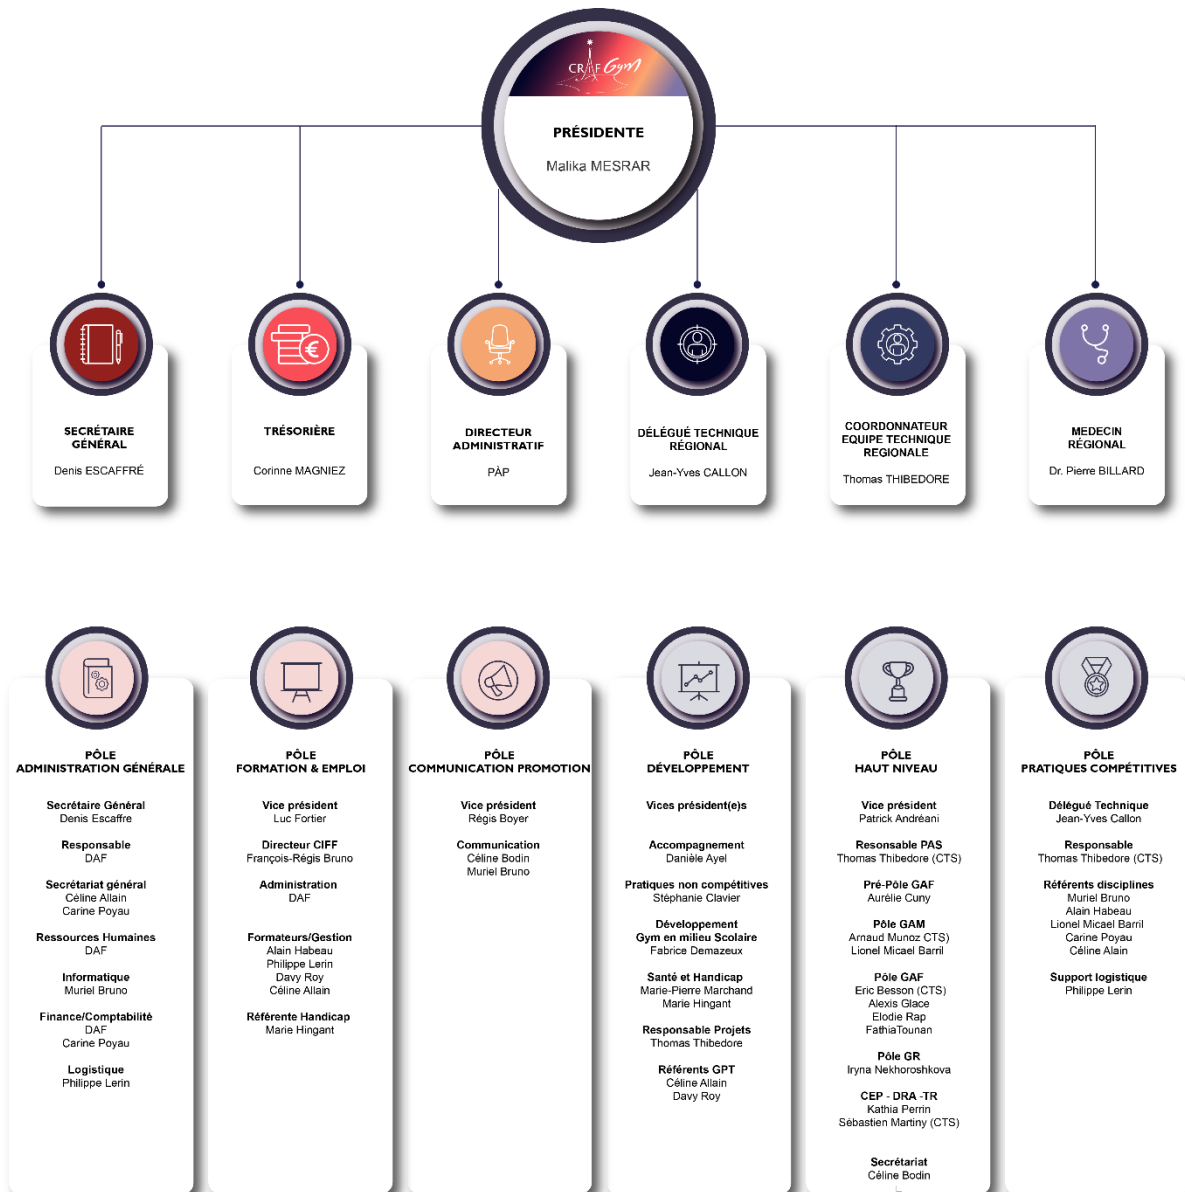 CRIF Gym
PRÉSIDENTE
Malika MESRAR
SECRÉTAIRE
GÉNÉRAL
Denis ESCAFFRÉ
TRÉSORIÈRE
Corinne MAGNIEZ
DIRECTEUR
ADMINISTRATIF
PÀP
DÉLÉGUÉ TECHNIQUE
RÉGIONAL
Jean-Yves CALLON
COORDONNATEUR
EQUIPE TECHNIQUE
REGIONALE
Thomas THIBEDORE
MEDECIN
RÉGIONAL
Dr. Pierre BILLARD
PÔLE
ADMINISTRATION GÉNÉRALE
Secrétaire Général
Denis Escaffre
Responsable
DAF
Secrétariat général
Céline Allain
Carine Poyau
Ressources Humaines
DAF
Informatique
Muriel Bruno
Finance/Comptabilité
DAF
Carine Poyau
Logistique
Philippe Lerin
PÔLE
FORMATION & EMPLOI
Vice président
Luc Fortier
Directeur CIFF
François-Régis Bruno
Administration
DAF
Formateurs/Gestion
Alain Habeau
Philippe Lerin
Davy Roy
Céline Allain
Référente Handicap
Marie Hingant
PÔLE
COMMUNICATION PROMOTION
Vice président
Régis Boyer
Communication
Céline Bodin
Muriel Bruno
PÔLE
DÉVELOPPEMENT
Vices président(e)s
Accompagnement
Danièle Ayel
Pratiques non compétitives
Stéphanie Clavier
Développement
Gym en milieu Scolaire
Fabrice Demazeux
Santé et Handicap
Marie-Pierre Marchand
Marie Hingant
Responsable Projets
Thomas Thibedore
Référents GPT
Céline Allain
Davy Roy
PÔLE
HAUT NIVEAU
Vice président
Patrick Andréani
Resonsable PAS
Thomas Thibedore (CTS)
Pré-Pôle GAF
Aurélie Cuny
Pôle GAM
Arnaud Munoz CTS)
Lionel Micael Barril
Pôle GAF
Eric Besson (CTS)
Alexis Glace
Elodie Rap
FathiaTounan
Pôle GR
Iryna Nekhoroshkova
CEP - DRA -TR
Kathia Perrin
Sébastien Martiny (CTS)
Secrétariat
Céline Bodin
PÔLE
PRATIQUES COMPÉTITIVES
Délégué Technique
Jean-Yves Callon
Responsable
Thomas Thibedore (CTS)
Référents disciplines
Muriel Bruno
Alain Habeau
Lionel Micael Barril
Carine Poyau
Céline Alain
Support logistique
Philippe Lerin